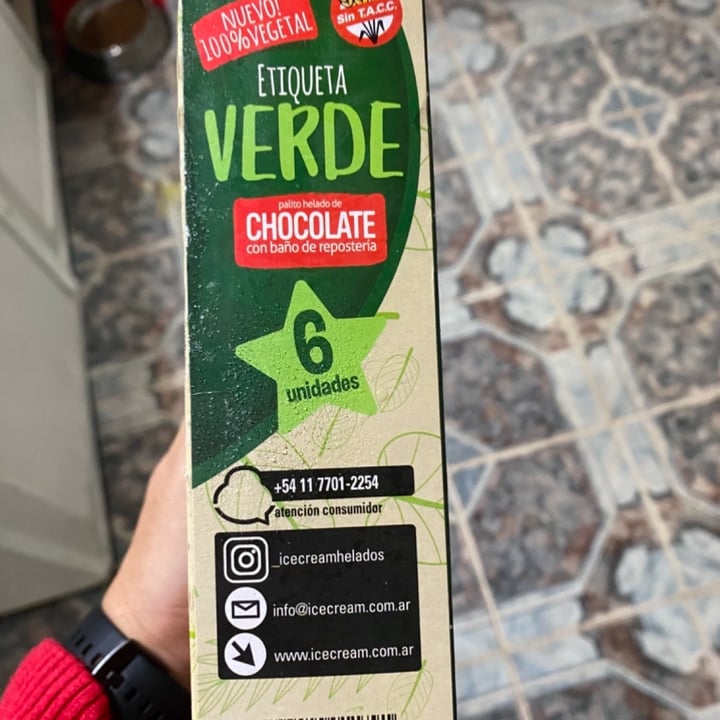 NUEVO!
100% VEGETAL
Sin T.A.C.C.
ETIQUETA
VERDE
palito helado de
CHOCOLATE
con baño de repostería
6
unidades
+54 11 7701-2254
atención consumidor
_icecreamhelados
info@icecream.com.ar
www.icecream.com.ar